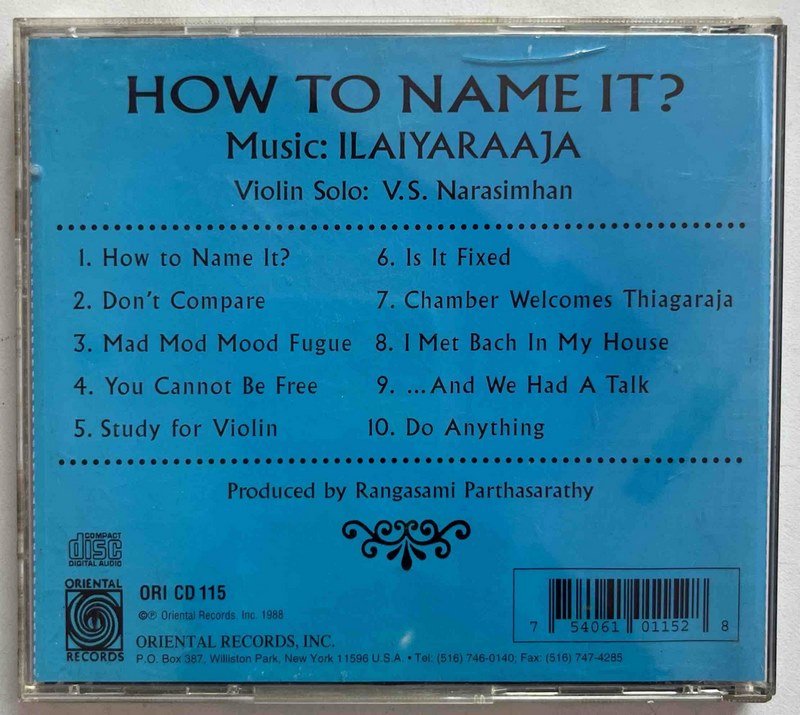 HOW TO NAME IT?
Music: ILAIYARAAJA
Violin Solo: V.S. Narasimhan
1. How to Name It?
2. Don't Compare
3. Mad Mod Mood Fugue
4. You Cannot Be Free
5. Study for Violin
6. Is It Fixed
7. Chamber Welcomes Thiagaraja
8. I Met Bach In My House
9. ...And We Had A Talk
10. Do Anything
Produced by Rangasami Parthasarathy
COMPACT
disc
DIGITAL AUDIO
ORIENTAL
RECORDS
ORI CD 115
©℗ Oriental Records, Inc. 1988
ORIENTAL RECORDS, INC.
P.O. Box 387, Williston Park, New York 11596 U.S.A. • Tel: (516) 746-0140; Fax: (516) 747-4285
7 54061 01152 8